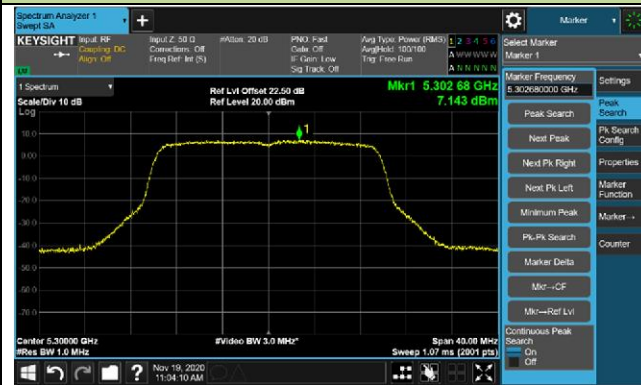 Spectrum Analyzer 1
Swept SA
+
Marker
KEYSIGHT Input: RF
Coupling: DC
Align: Off
Input Z: 50 Ω
Corrections: Off
Freq Ref: Int (S)
#Atten: 20 dB
PNO: Fast
Gate: Off
IF Gain: Low
Sig Track: Off
Avg Type: Power (RMS)
Avg|Hold: 100/100
Trig: Free Run
1 2 3 4 5 6
A W W W W W
A N N N N N
Select Marker
Marker 1
1 Spectrum
Scale/Div 10 dB
Ref Lvl Offset 22.50 dB
Ref Level 20.00 dBm
Mkr1 5.302 68 GHz
7.143 dBm
Log
10.0
0.00
-10.0
-20.0
-30.0
-40.0
-50.0
-60.0
-70.0
1
Center 5.30000 GHz
#Res BW 1.0 MHz
#Video BW 3.0 MHz*
Span 40.00 MHz
Sweep 1.07 ms (2001 pts)
Marker Frequency
5.302680000 GHz
Peak Search
Next Peak
Next Pk Right
Next Pk Left
Minimum Peak
Pk-Pk Search
Marker Delta
Mkr→CF
Mkr→Ref Lvl
Continuous Peak
Search
On
Off
Settings
Peak
Search
Pk Search
Config
Properties
Marker
Function
Marker→
Counter
?
Nov 19, 2020
11:04:10 AM